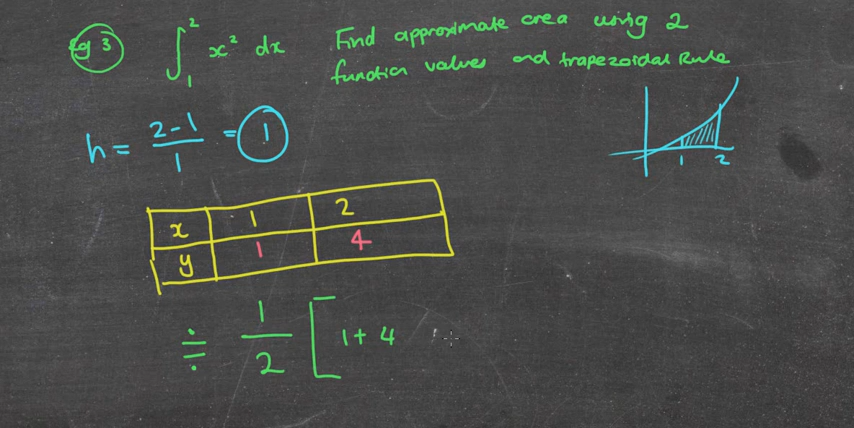 eg 3 ∫₁² x² dx Find approximate area using 2
function values and trapezoidal Rule
h = (2-1)/1 = 1
1 2
x 1 2
y 1 4
≑ 1/2 [ 1 + 4